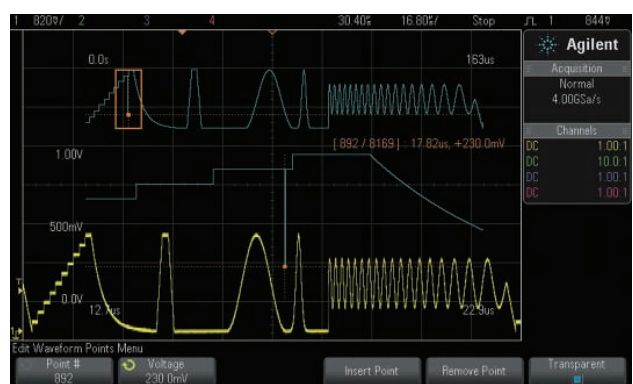 1 820▽/ 2 3 4 30.40s 16.80s/ Stop 1 844▽
Agilent
0.0s
163us
Acquisition
Normal
4.00GSa/s
[ 892 / 8169 ] : 17.82us, +230.0mV
Channels
DC 1.00:1
DC 10.0:1
DC 1.00:1
DC 1.00:1
1.00V
500mV
0.0V
12.7us
22.9us
Edit Waveform Points Menu
Point #
892
Voltage
230.0mV
Insert Point
Remove Point
Transparent